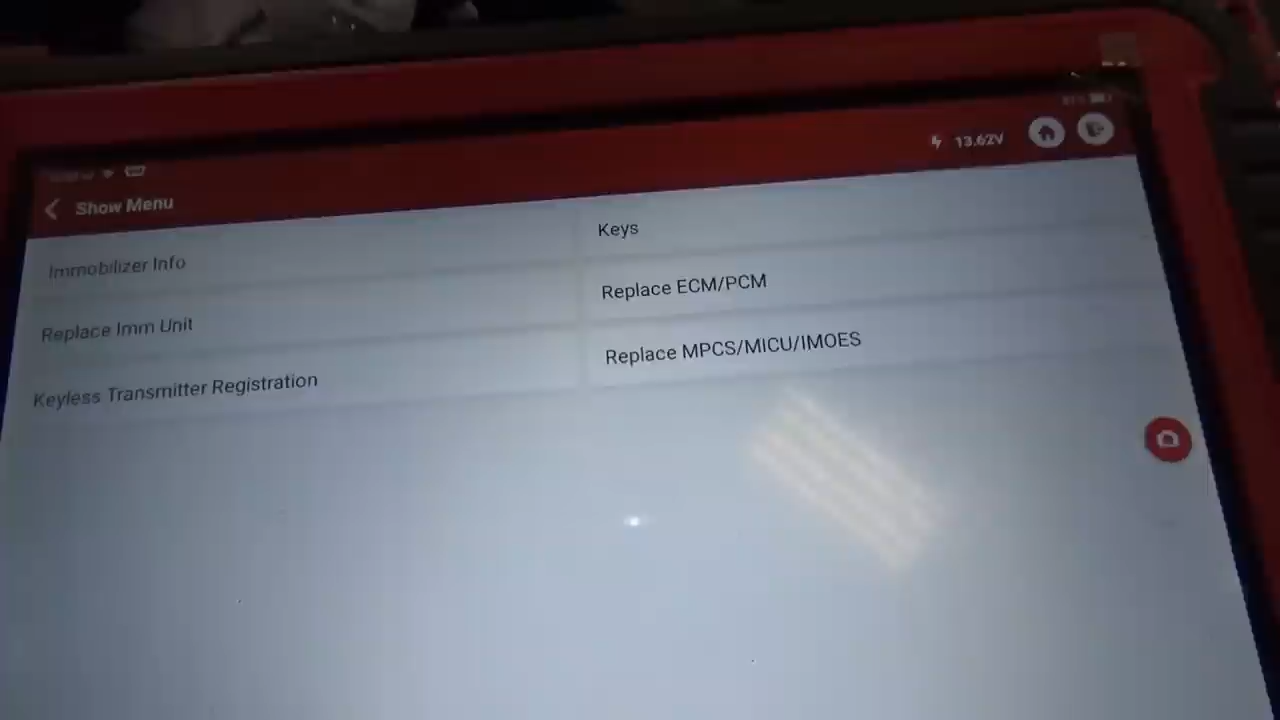 13.62V
Show Menu
Immobilizer Info
Keys
Replace Imm Unit
Replace ECM/PCM
Keyless Transmitter Registration
Replace MPCS/MICU/IMOES